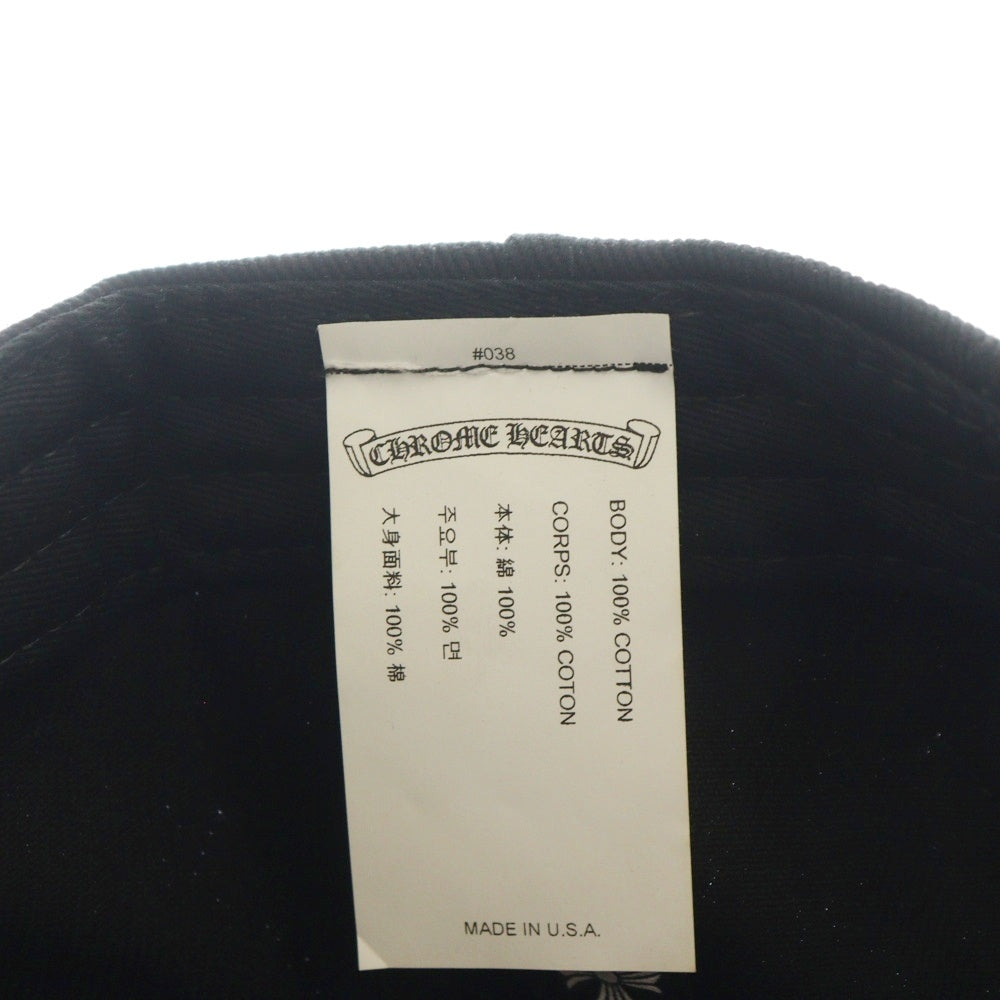 #038
CHROME HEARTS
BODY: 100% COTTON
CORPS: 100% COTON
本体: 綿 100%
주요부: 100% 면
大身面料: 100% 棉
MADE IN U.S.A.